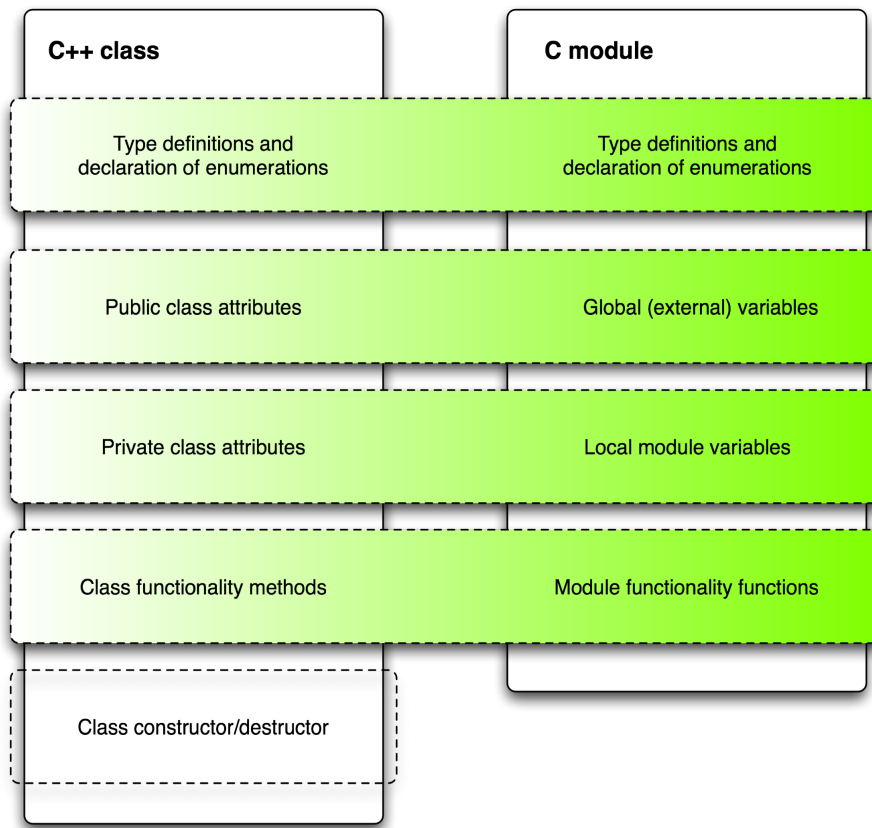 C++ class
C module
Type definitions and
declaration of enumerations
Type definitions and
declaration of enumerations
Public class attributes
Global (external) variables
Private class attributes
Local module variables
Class functionality methods
Module functionality functions
Class constructor/destructor